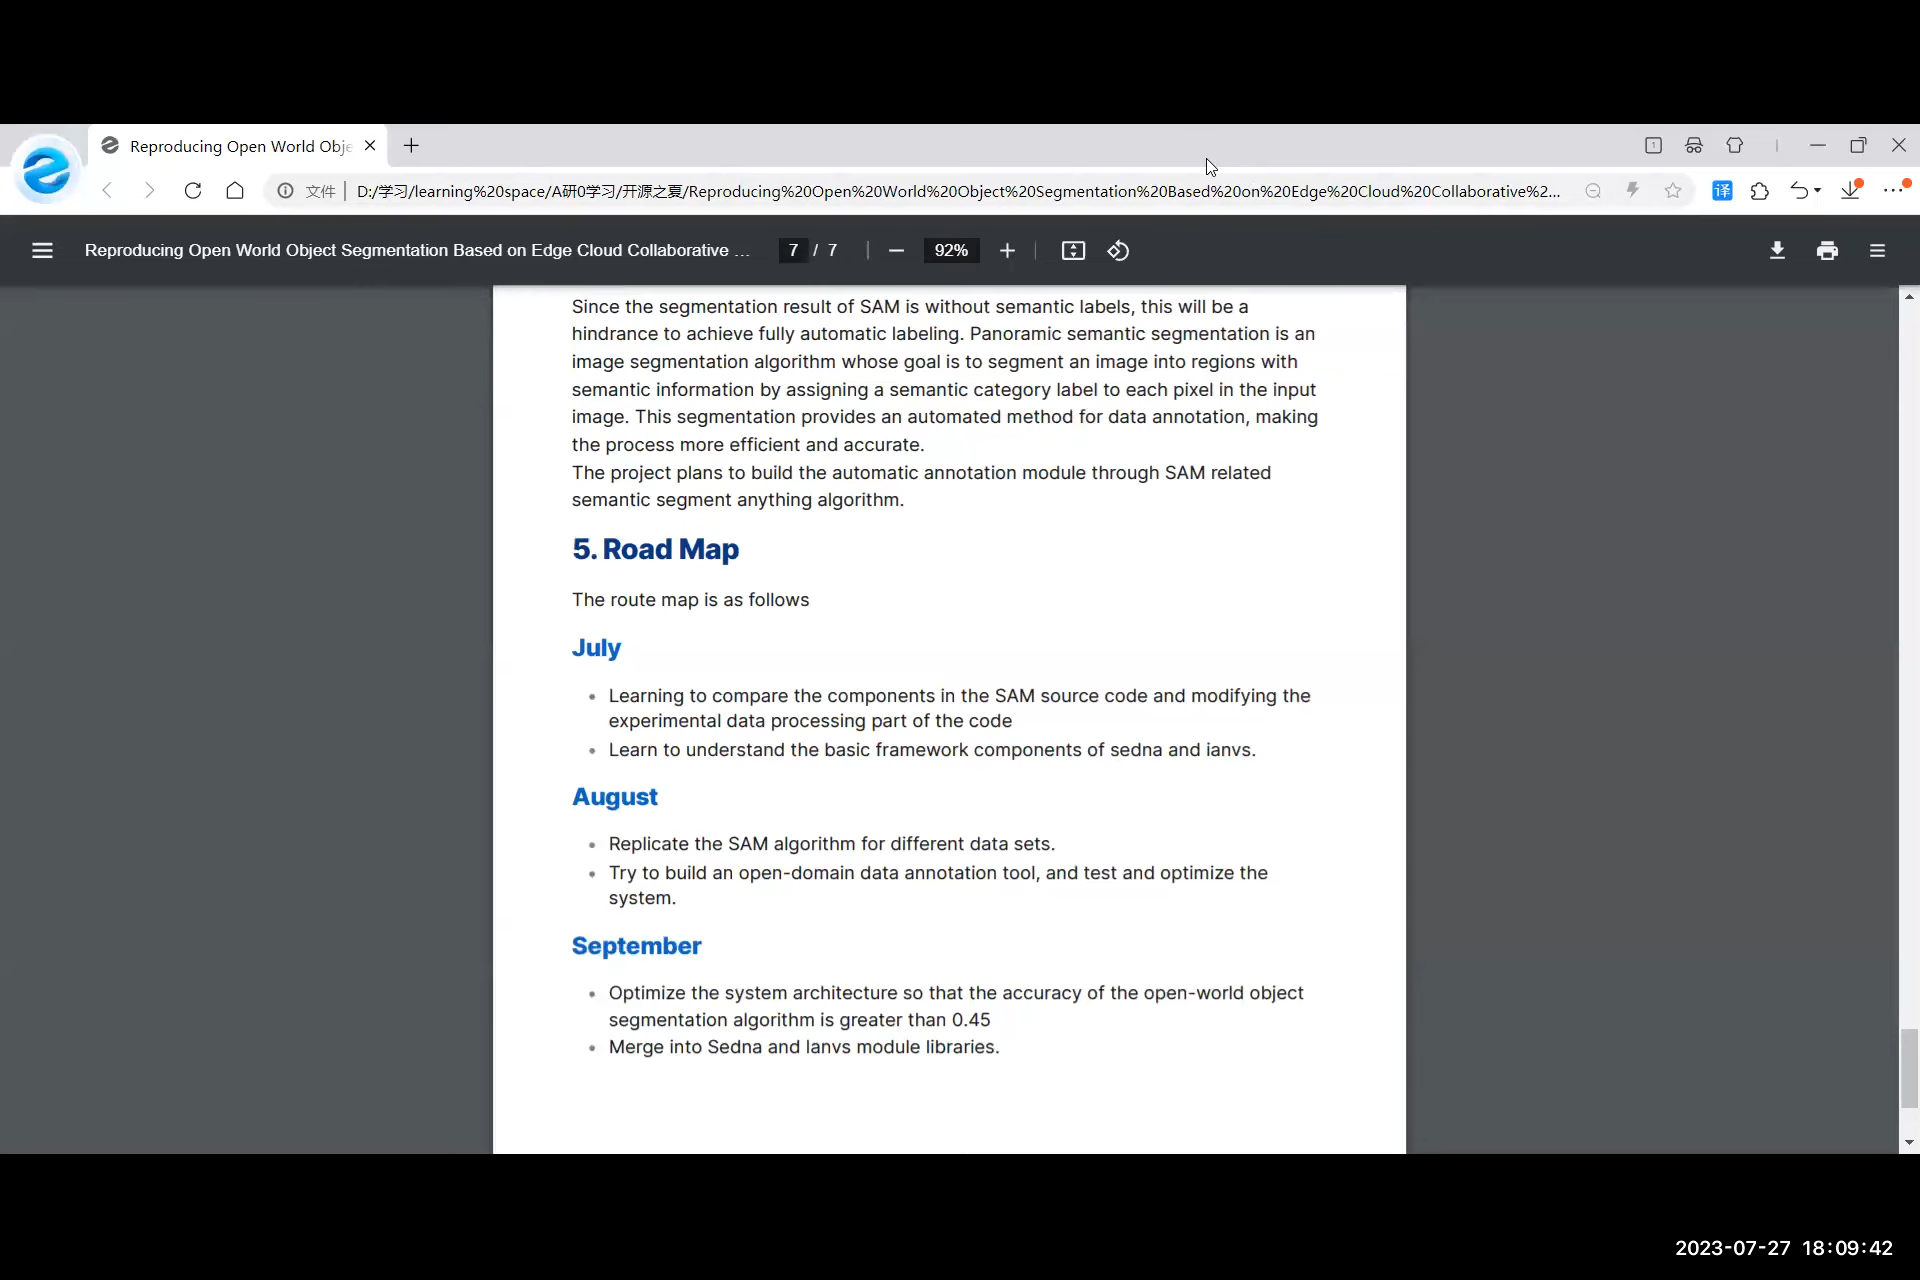 Reproducing Open World Obje
文件 D:/学习/learning%20space/A研0学习/开源之夏/Reproducing%20Open%20World%20Object%20Segmentation%20Based%20on%20Edge%20Cloud%20Collaborative%2...
译
Reproducing Open World Object Segmentation Based on Edge Cloud Collaborative ... 7 / 7 92%
Since the segmentation result of SAM is without semantic labels, this will be a
hindrance to achieve fully automatic labeling. Panoramic semantic segmentation is an
image segmentation algorithm whose goal is to segment an image into regions with
semantic information by assigning a semantic category label to each pixel in the input
image. This segmentation provides an automated method for data annotation, making
the process more efficient and accurate.
The project plans to build the automatic annotation module through SAM related
semantic segment anything algorithm.
5. Road Map
The route map is as follows
July
• Learning to compare the components in the SAM source code and modifying the
experimental data processing part of the code
• Learn to understand the basic framework components of sedna and ianvs.
August
• Replicate the SAM algorithm for different data sets.
• Try to build an open-domain data annotation tool, and test and optimize the
system.
September
• Optimize the system architecture so that the accuracy of the open-world object
segmentation algorithm is greater than 0.45
• Merge into Sedna and Ianvs module libraries.
2023-07-27 18:09:42